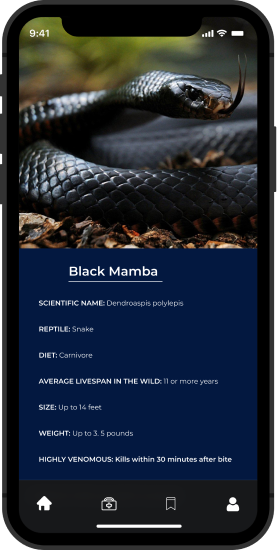 9:41
Black Mamba
SCIENTIFIC NAME: Dendroaspis polylepis
REPTILE: Snake
DIET: Carnivore
AVERAGE LIVESPAN IN THE WILD: 11 or more years
SIZE: Up to 14 feet
WEIGHT: Up to 3, 5 pounds
HIGHLY VENOMOUS: Kills within 30 minutes after bite